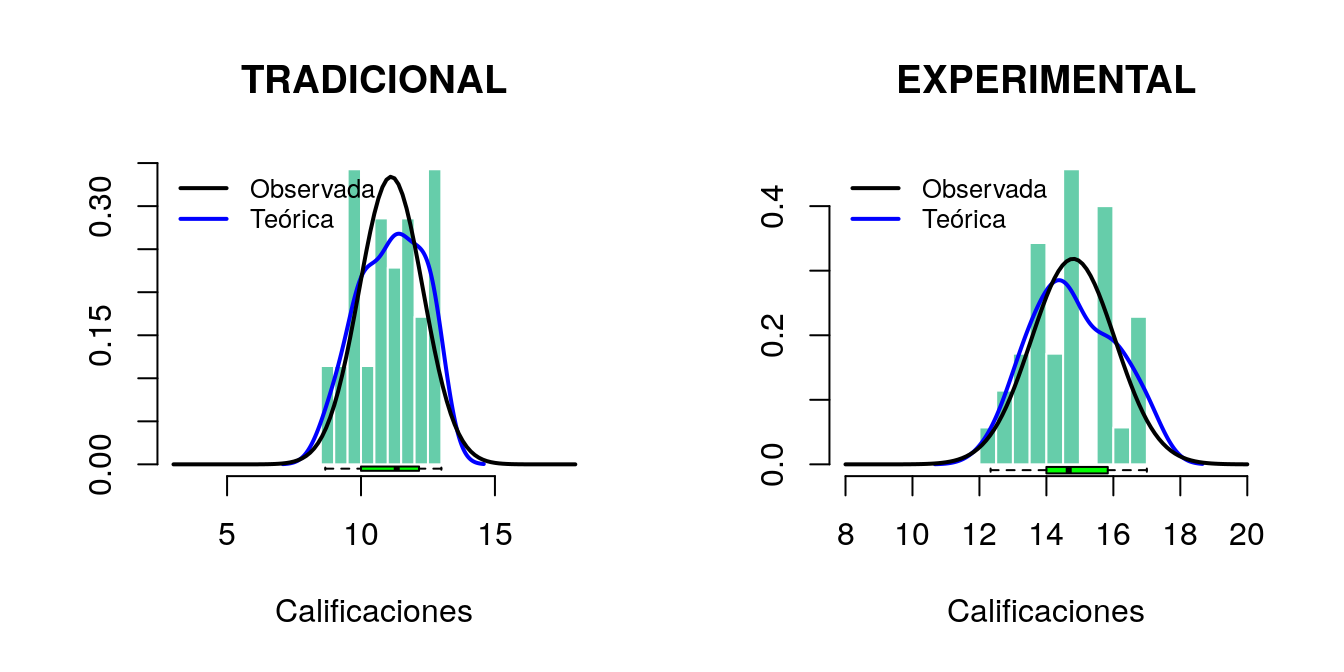 TRADICIONAL
0.00 0.15 0.30
Observada
Teórica
5 10 15
Calificaciones
EXPERIMENTAL
0.0 0.2 0.4
Observada
Teórica
8 10 12 14 16 18 20
Calificaciones